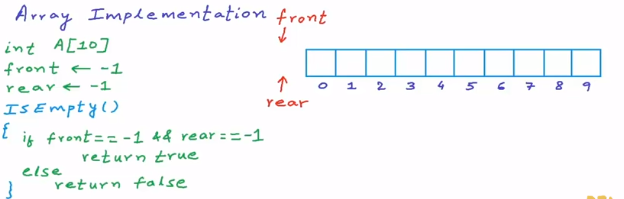 Array Implementation front
int A[10]
front ← -1
rear ← -1
IsEmpty()
{
if front == -1 && rear == -1
return true
else
return false
}
0 1 2 3 4 5 6 7 8 9
rear